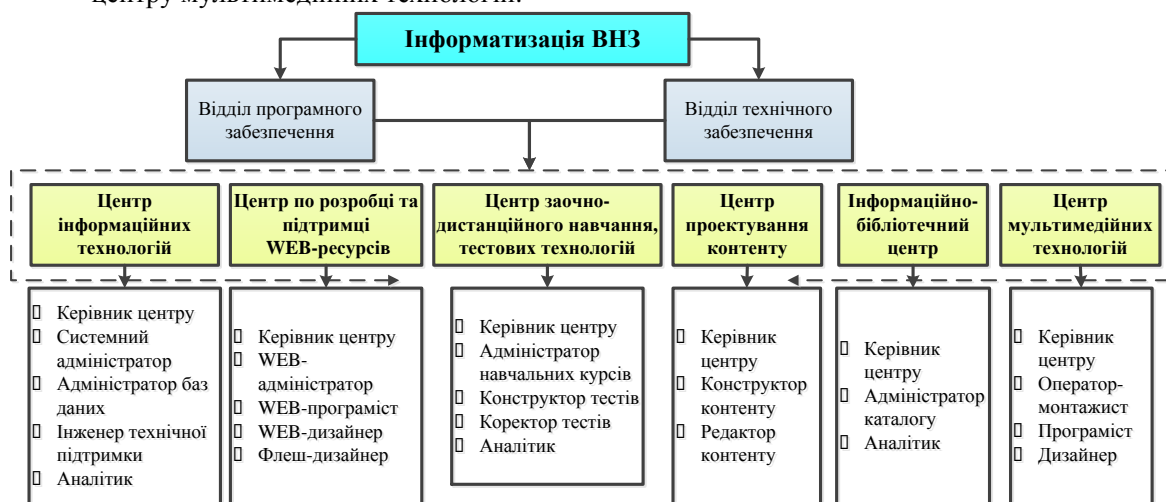 центру мультимедійних технологій.
Інформатизація ВНЗ
Відділ програмного
забезпечення
Відділ технічного
забезпечення
Центр
інформаційних
технологій
Центр по розробці та
підтримці
WEB-ресурсів
Центр заочно-
дистанційного навчання,
тестових технологій
Центр
проектування
контенту
Інформаційно-
бібліотечний
центр
Центр
мультимедійних
технологій
Керівник центру
Системний
адміністратор
Адміністратор баз
даних
Інженер технічної
підтримки
Аналітик
Керівник центру
WEB-
адміністратор
WEB-програміст
WEB-дизайнер
Флеш-дизайнер
Керівник центру
Адміністратор
навчальних курсів
Конструктор тестів
Коректор тестів
Аналітик
Керівник
центру
Конструктор
контенту
Редактор
контенту
Керівник
центру
Адміністратор
каталогу
Аналітик
Керівник
центру
Оператор-
монтажист
Програміст
Дизайнер